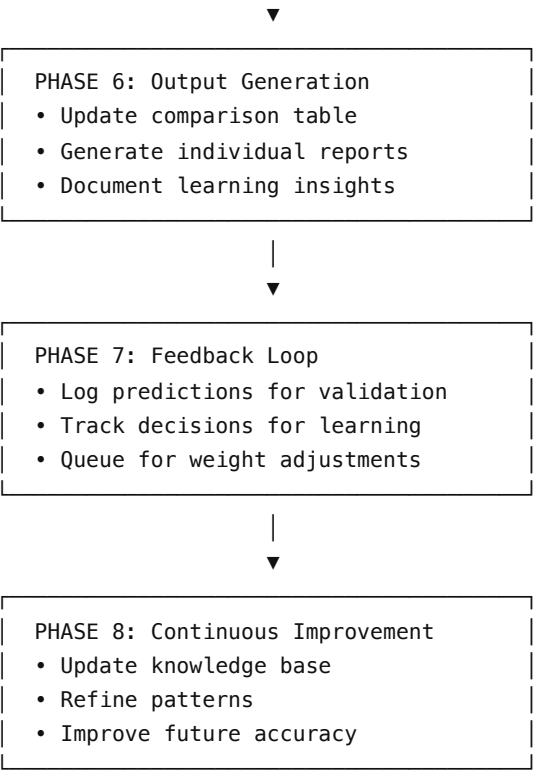 PHASE 6: Output Generation
• Update comparison table
• Generate individual reports
• Document learning insights
PHASE 7: Feedback Loop
• Log predictions for validation
• Track decisions for learning
• Queue for weight adjustments
PHASE 8: Continuous Improvement
• Update knowledge base
• Refine patterns
• Improve future accuracy